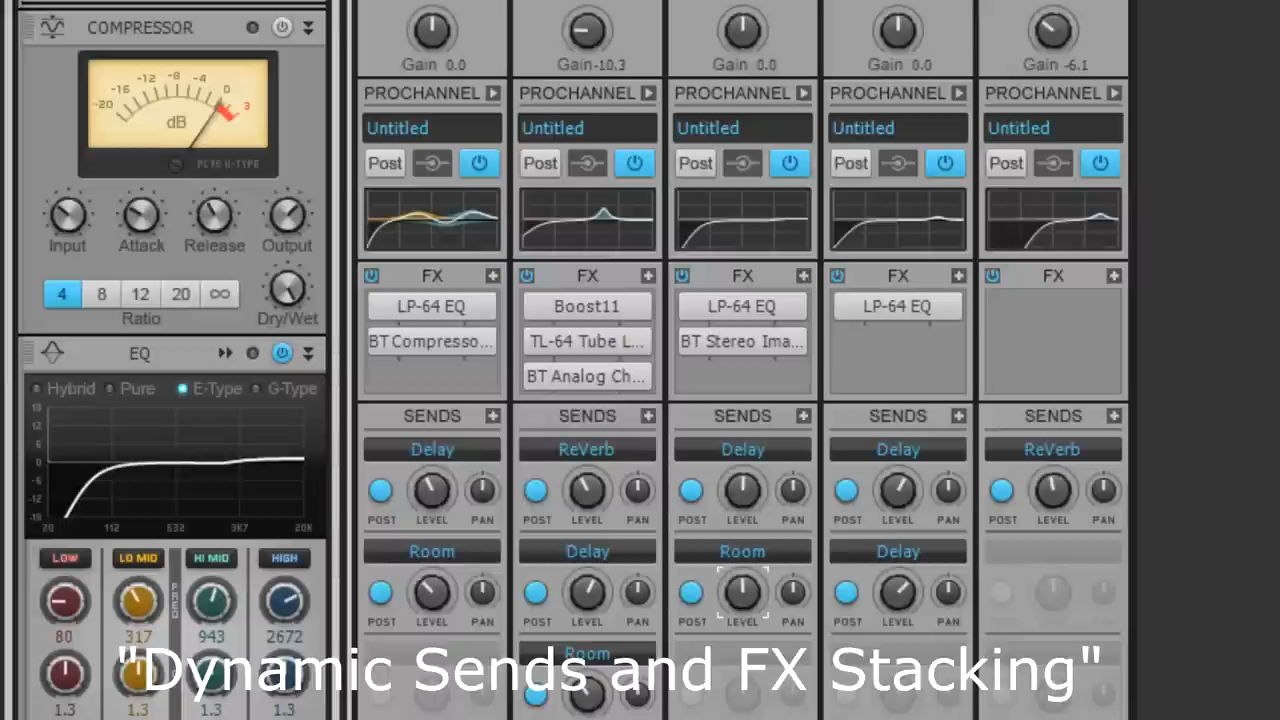 COMPRESSOR
-20 -16 -12 -8 -4 0 3
dB
Input Attack Release Output
4 8 12 20 ∞
Ratio Dry/Wet
EQ
Hybrid Pure E-Type G-Type
18
12
6
0
-6
-12
-18
20 112 632 3K7 20K
LOW LO MID HI MID HIGH
80 317 943 2672
1.3 1.3 1.3 1.3
Gain 0.0 Gain -10.3 Gain 0.0 Gain 0.0 Gain -6.1
PROCHANNEL PROCHANNEL PROCHANNEL PROCHANNEL PROCHANNEL
Untitled Untitled Untitled Untitled Untitled
Post Post Post Post Post
FX FX FX FX FX
LP-64 EQ Boost11 LP-64 EQ LP-64 EQ
BT Compresso... TL-64 Tube L... BT Stereo Ima...
BT Analog Ch...
SENDS SENDS SENDS SENDS SENDS
Delay ReVerb Delay Delay ReVerb
POST LEVEL PAN POST LEVEL PAN POST LEVEL PAN POST LEVEL PAN POST LEVEL PAN
Room Delay Room Delay
POST LEVEL PAN POST LEVEL PAN POST LEVEL PAN POST LEVEL PAN
Room
"Dynamic Sends and FX Stacking"